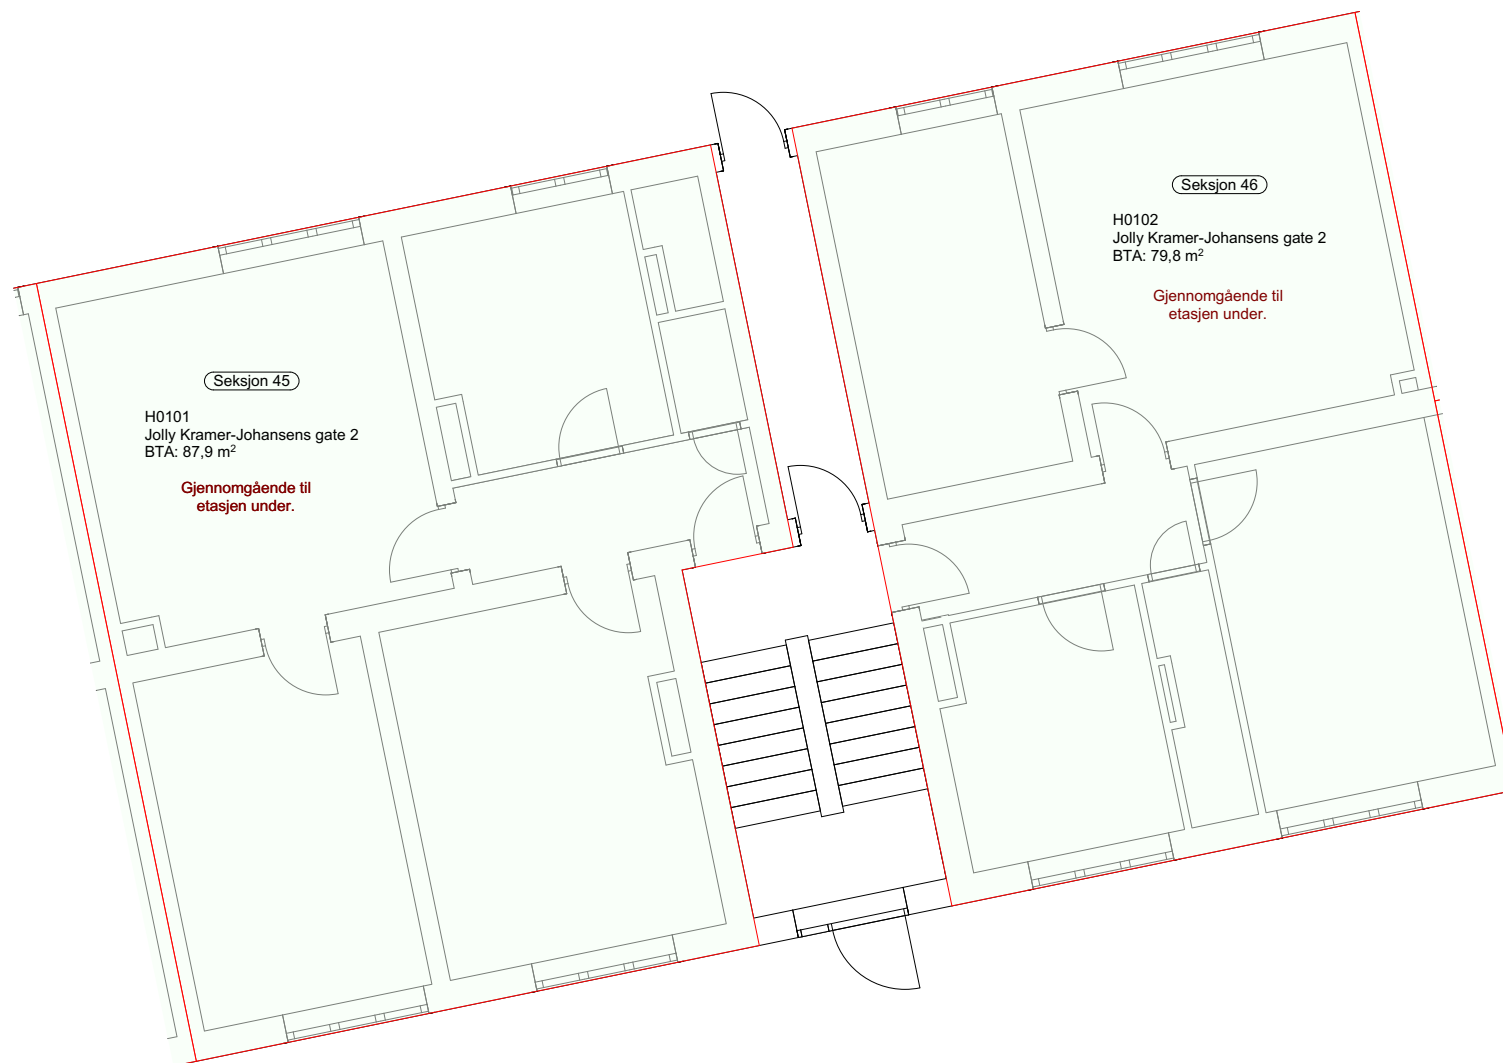 Seksjon 46
H0102
Jolly Kramer-Johansens gate 2
BTA: 79,8 m²
Gjennomgående til
etasjen under.
Seksjon 45
H0101
Jolly Kramer-Johansens gate 2
BTA: 87,9 m²
Gjennomgående til
etasjen under.